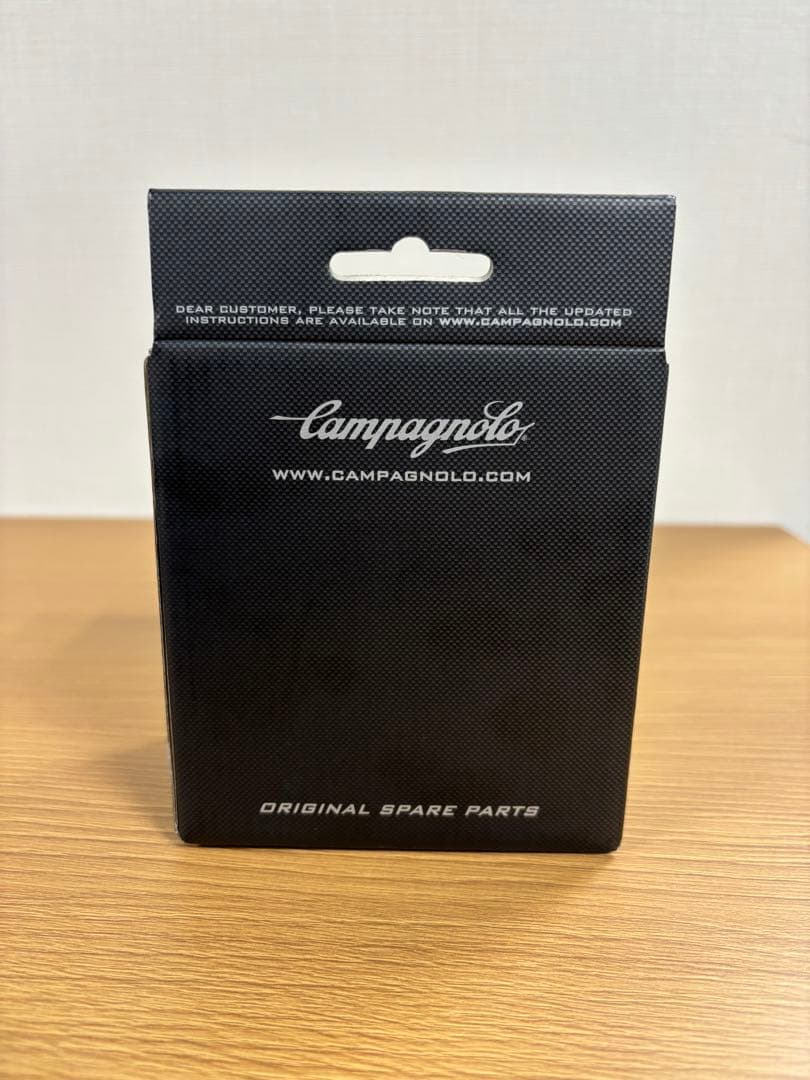 DEAR CUSTOMER, PLEASE TAKE NOTE THAT ALL THE UPDATED
INSTRUCTIONS ARE AVAILABLE ON WWW.CAMPAGNOLO.COM
Campagnolo®
WWW.CAMPAGNOLO.COM
ORIGINAL SPARE PARTS